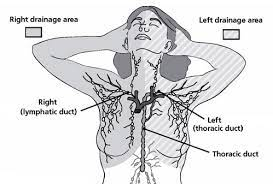 Right drainage area
Left drainage area
Right
(lymphatic duct)
Left
(thoracic duct)
Thoracic duct